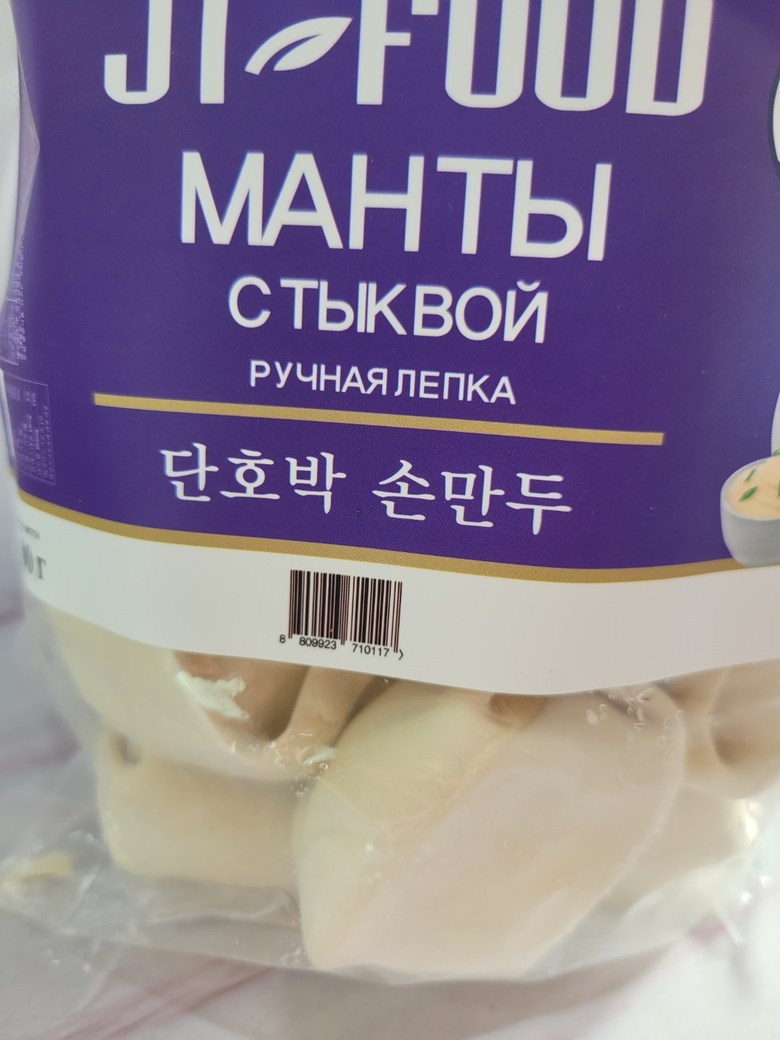 JT FOOD
МАНТЫ
С ТЫКВОЙ
РУЧНАЯ ЛЕПКА
단호박 손만두
8 809923 710117 >